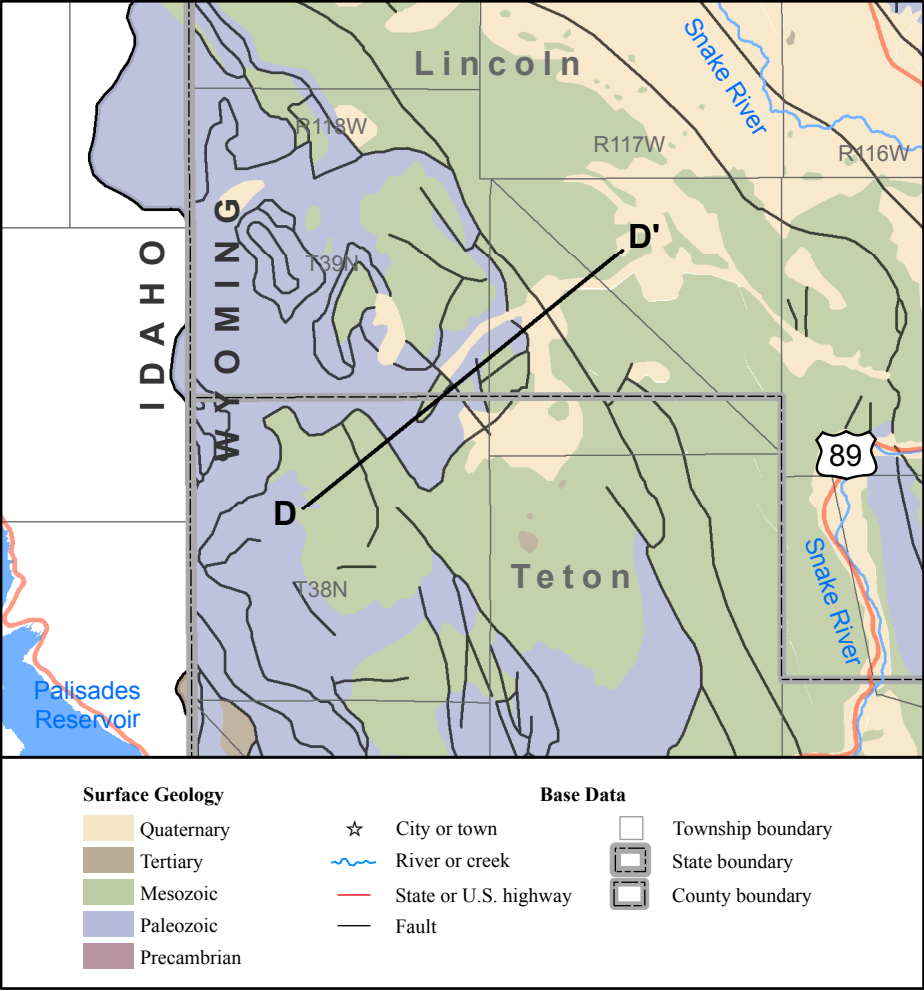 Lincoln
Snake River
R118W
R117W
R116W
IDAHO
WYOMING
T39N
D'
89
D
Teton
T38N
Snake River
Palisades
Reservoir
Surface Geology
Quaternary
Tertiary
Mesozoic
Paleozoic
Precambrian
Base Data
City or town
River or creek
State or U.S. highway
Fault
Township boundary
State boundary
County boundary